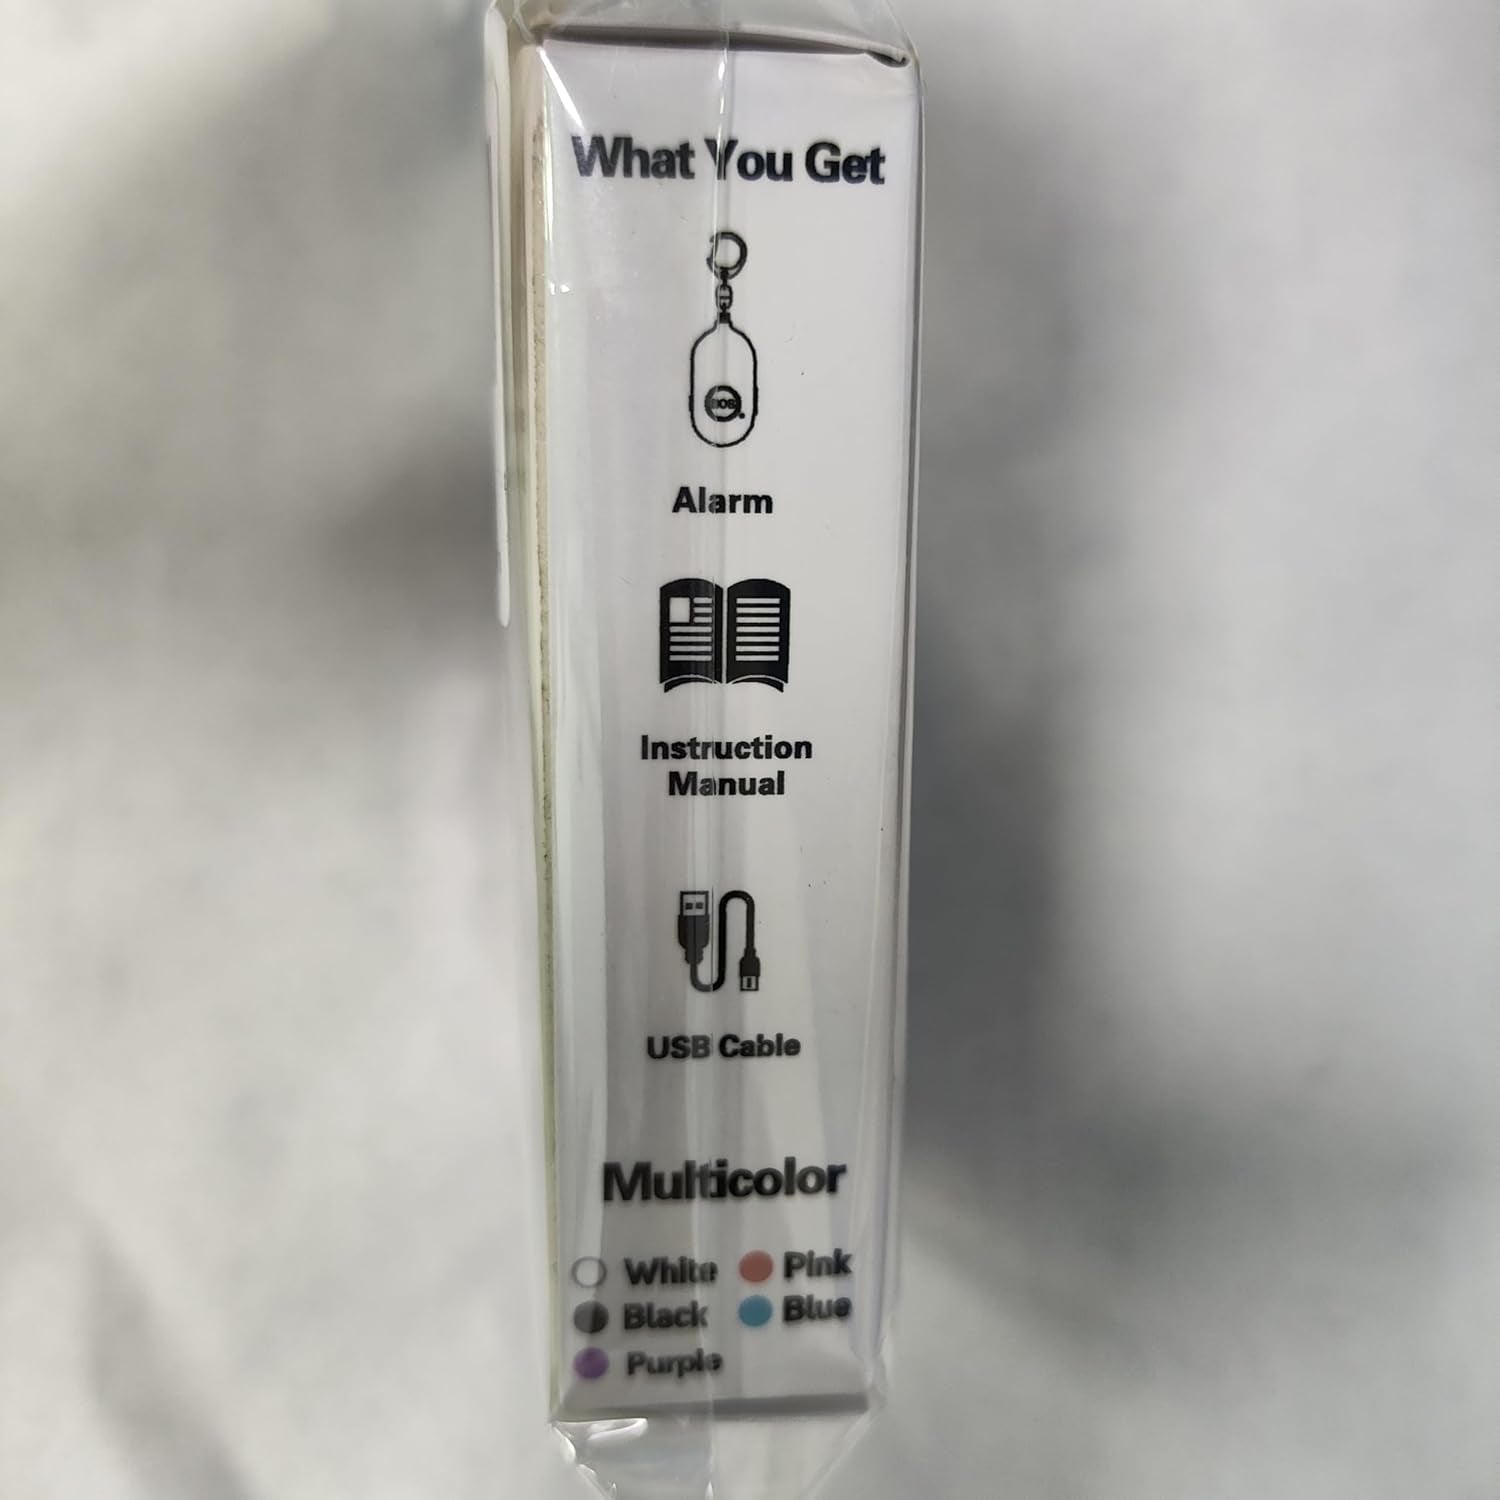 What You Get
SOS
Alarm
Instruction
Manual
USB Cable
Multicolor
White Pink
Black Blue
Purple